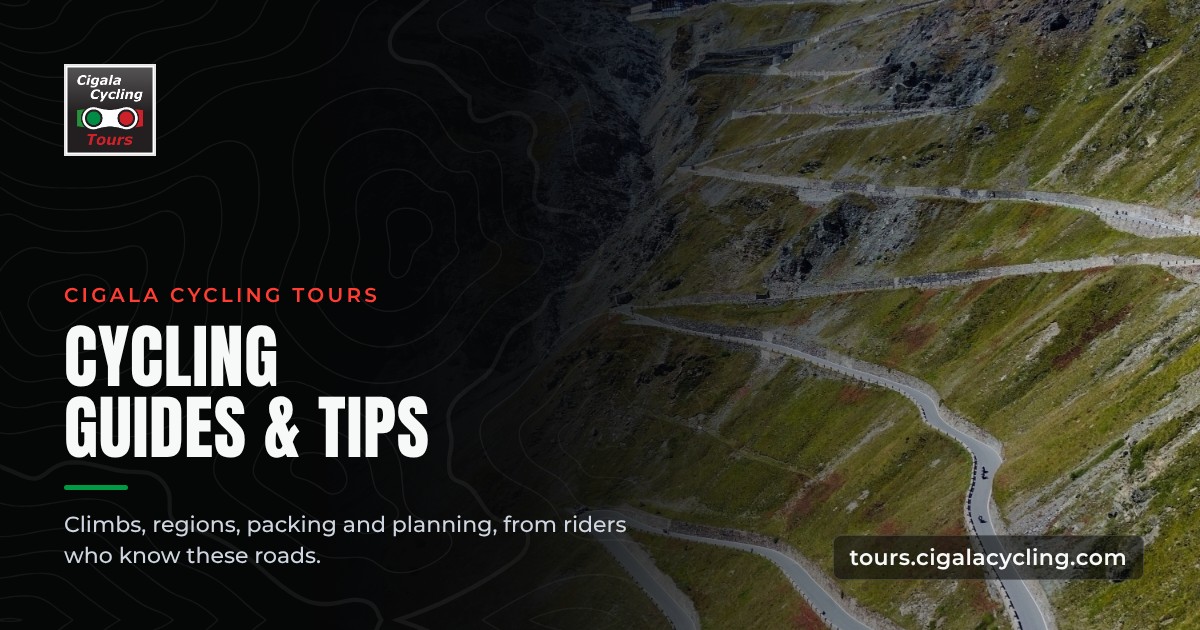 Cigala
Cycling
Tours
CIGALA CYCLING TOURS
CYCLING
GUIDES & TIPS
Climbs, regions, packing and planning, from riders
who know these roads.
tours.cigalacycling.com